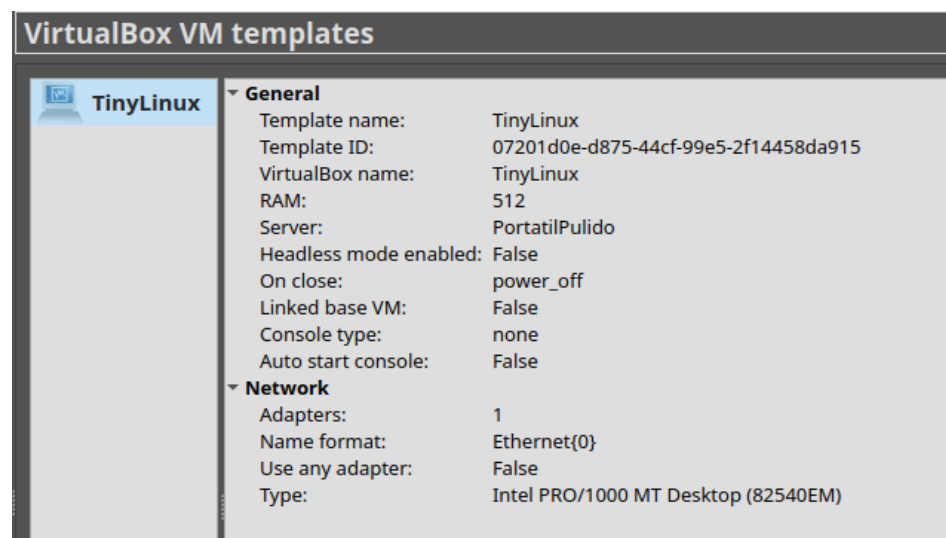 VirtualBox VM templates
TinyLinux
General
Template name: TinyLinux
Template ID: 07201d0e-d875-44cf-99e5-2f14458da915
VirtualBox name: TinyLinux
RAM: 512
Server: PortatilPulido
Headless mode enabled: False
On close: power_off
Linked base VM: False
Console type: none
Auto start console: False
Network
Adapters: 1
Name format: Ethernet{0}
Use any adapter: False
Type: Intel PRO/1000 MT Desktop (82540EM)